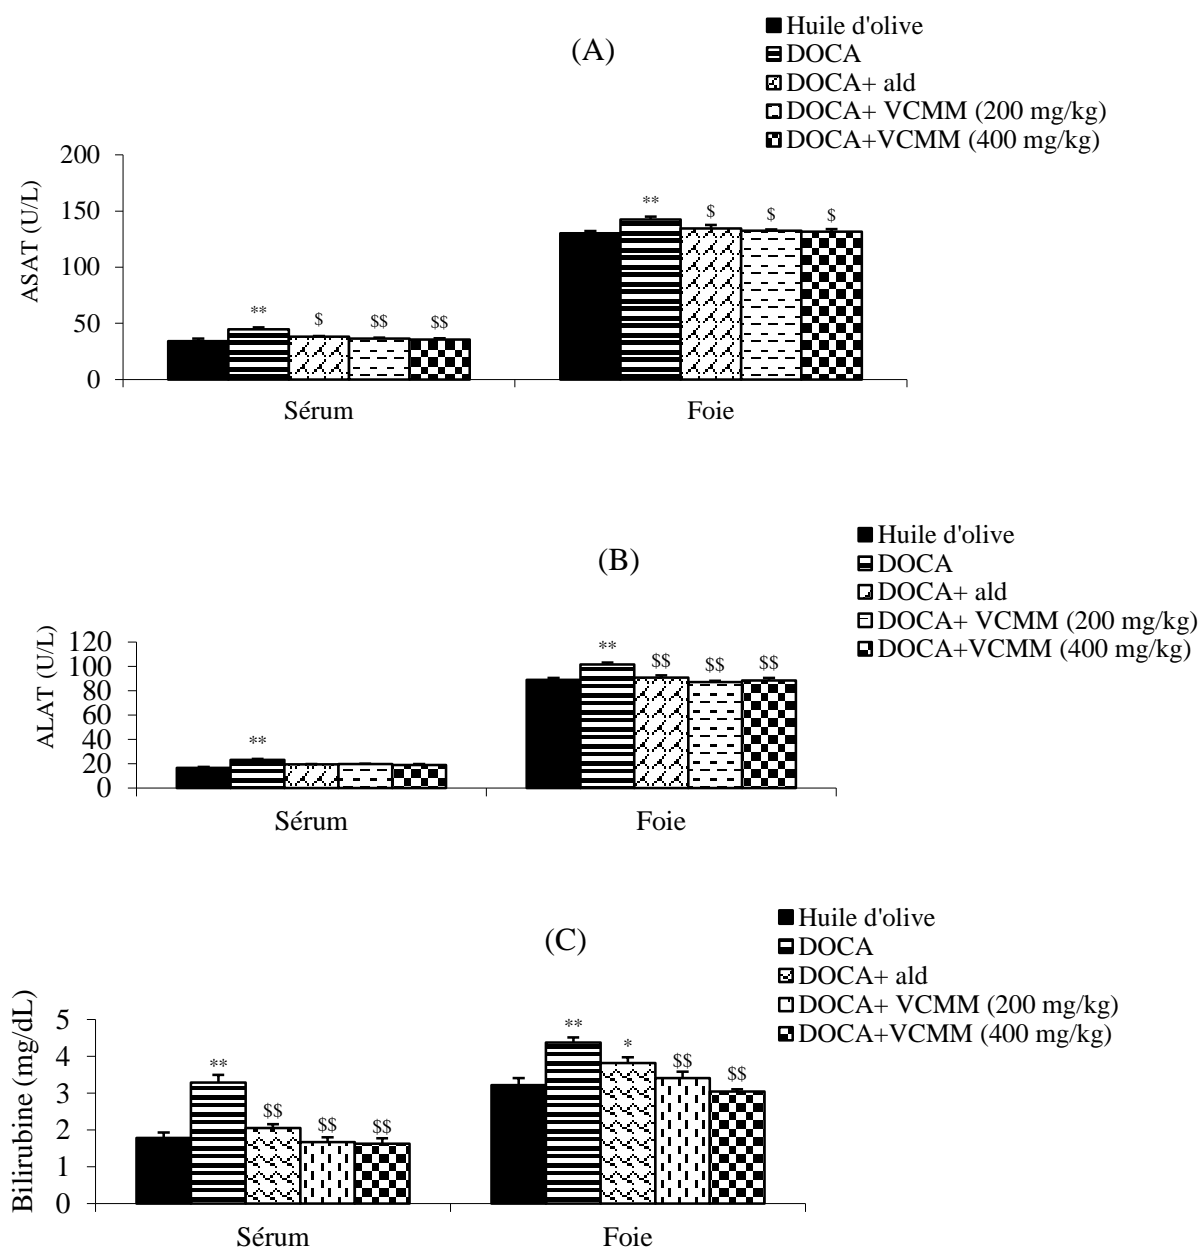 (A)
Huile d'olive
DOCA
DOCA+ ald
DOCA+ VCMM (200 mg/kg)
DOCA+VCMM (400 mg/kg)
ASAT (U/L)
200
150
100
50
0
** $ $$ $$
** $ $ $
Sérum Foie
(B)
Huile d'olive
DOCA
DOCA+ ald
DOCA+ VCMM (200 mg/kg)
DOCA+VCMM (400 mg/kg)
ALAT (U/L)
120
100
80
60
40
20
0
**
** $$ $$ $$
Sérum Foie
(C)
Huile d'olive
DOCA
DOCA+ ald
DOCA+ VCMM (200 mg/kg)
DOCA+VCMM (400 mg/kg)
Bilirubine (mg/dL)
5
4
3
2
1
0
** $$ $$ $$
** * $$ $$
Sérum Foie